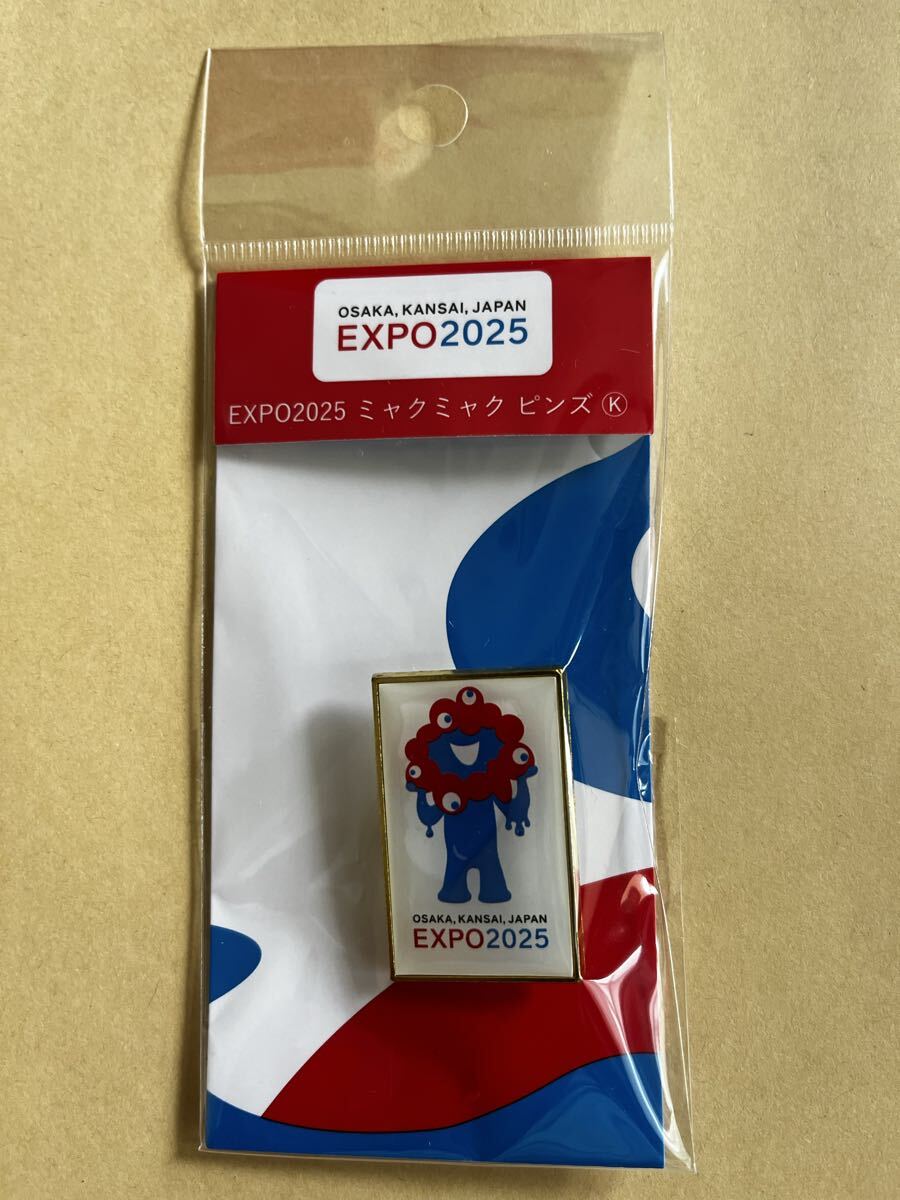 OSAKA, KANSAI, JAPAN
EXPO2025
EXPO2025 ミャクミャク ピンズ Ⓚ
OSAKA, KANSAI, JAPAN
EXPO2025